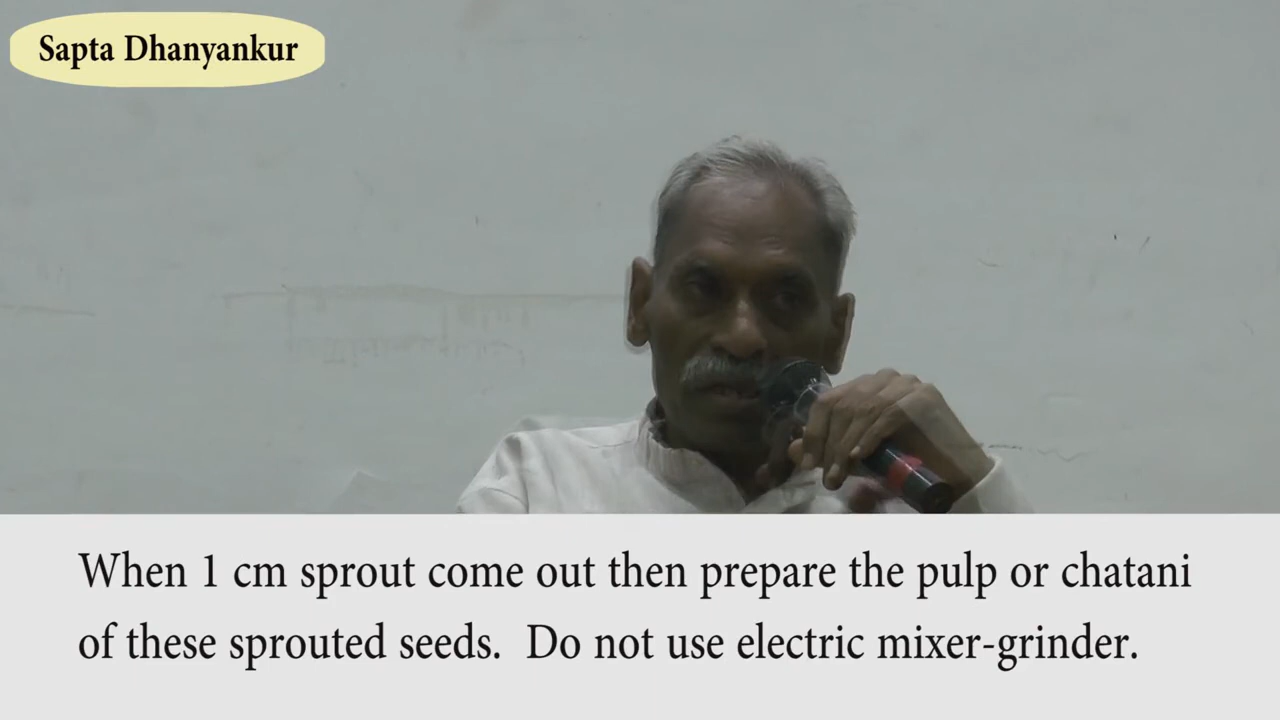 Sapta Dhanyankur
When 1 cm sprout come out then prepare the pulp or chatani
of these sprouted seeds. Do not use electric mixer-grinder.